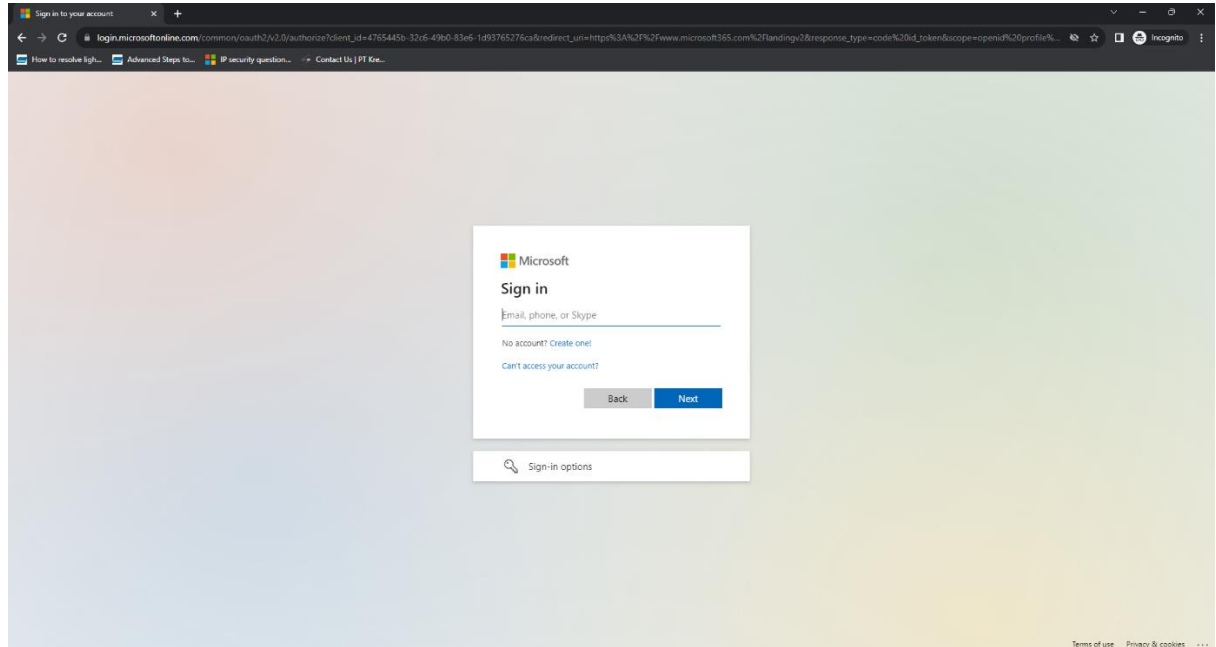 Sign in to your account
login.microsoftonline.com/common/oauth2/v2.0/authorize?client_id=4765445b-32c6-49b0-83e6-1d93765276ca&redirect_uri=https%3A%2F%2Fwww.microsoft365.com%2Flandingv2&response_type=code%20id_token&scope=openid%20profile%... Incognito
How to resolve ligh... Advanced Steps to... IP security question... Contact Us | PT Kre...
Microsoft
Sign in
Email, phone, or Skype
No account? Create one!
Can't access your account?
Back Next
Sign-in options
Terms of use Privacy & cookies ...